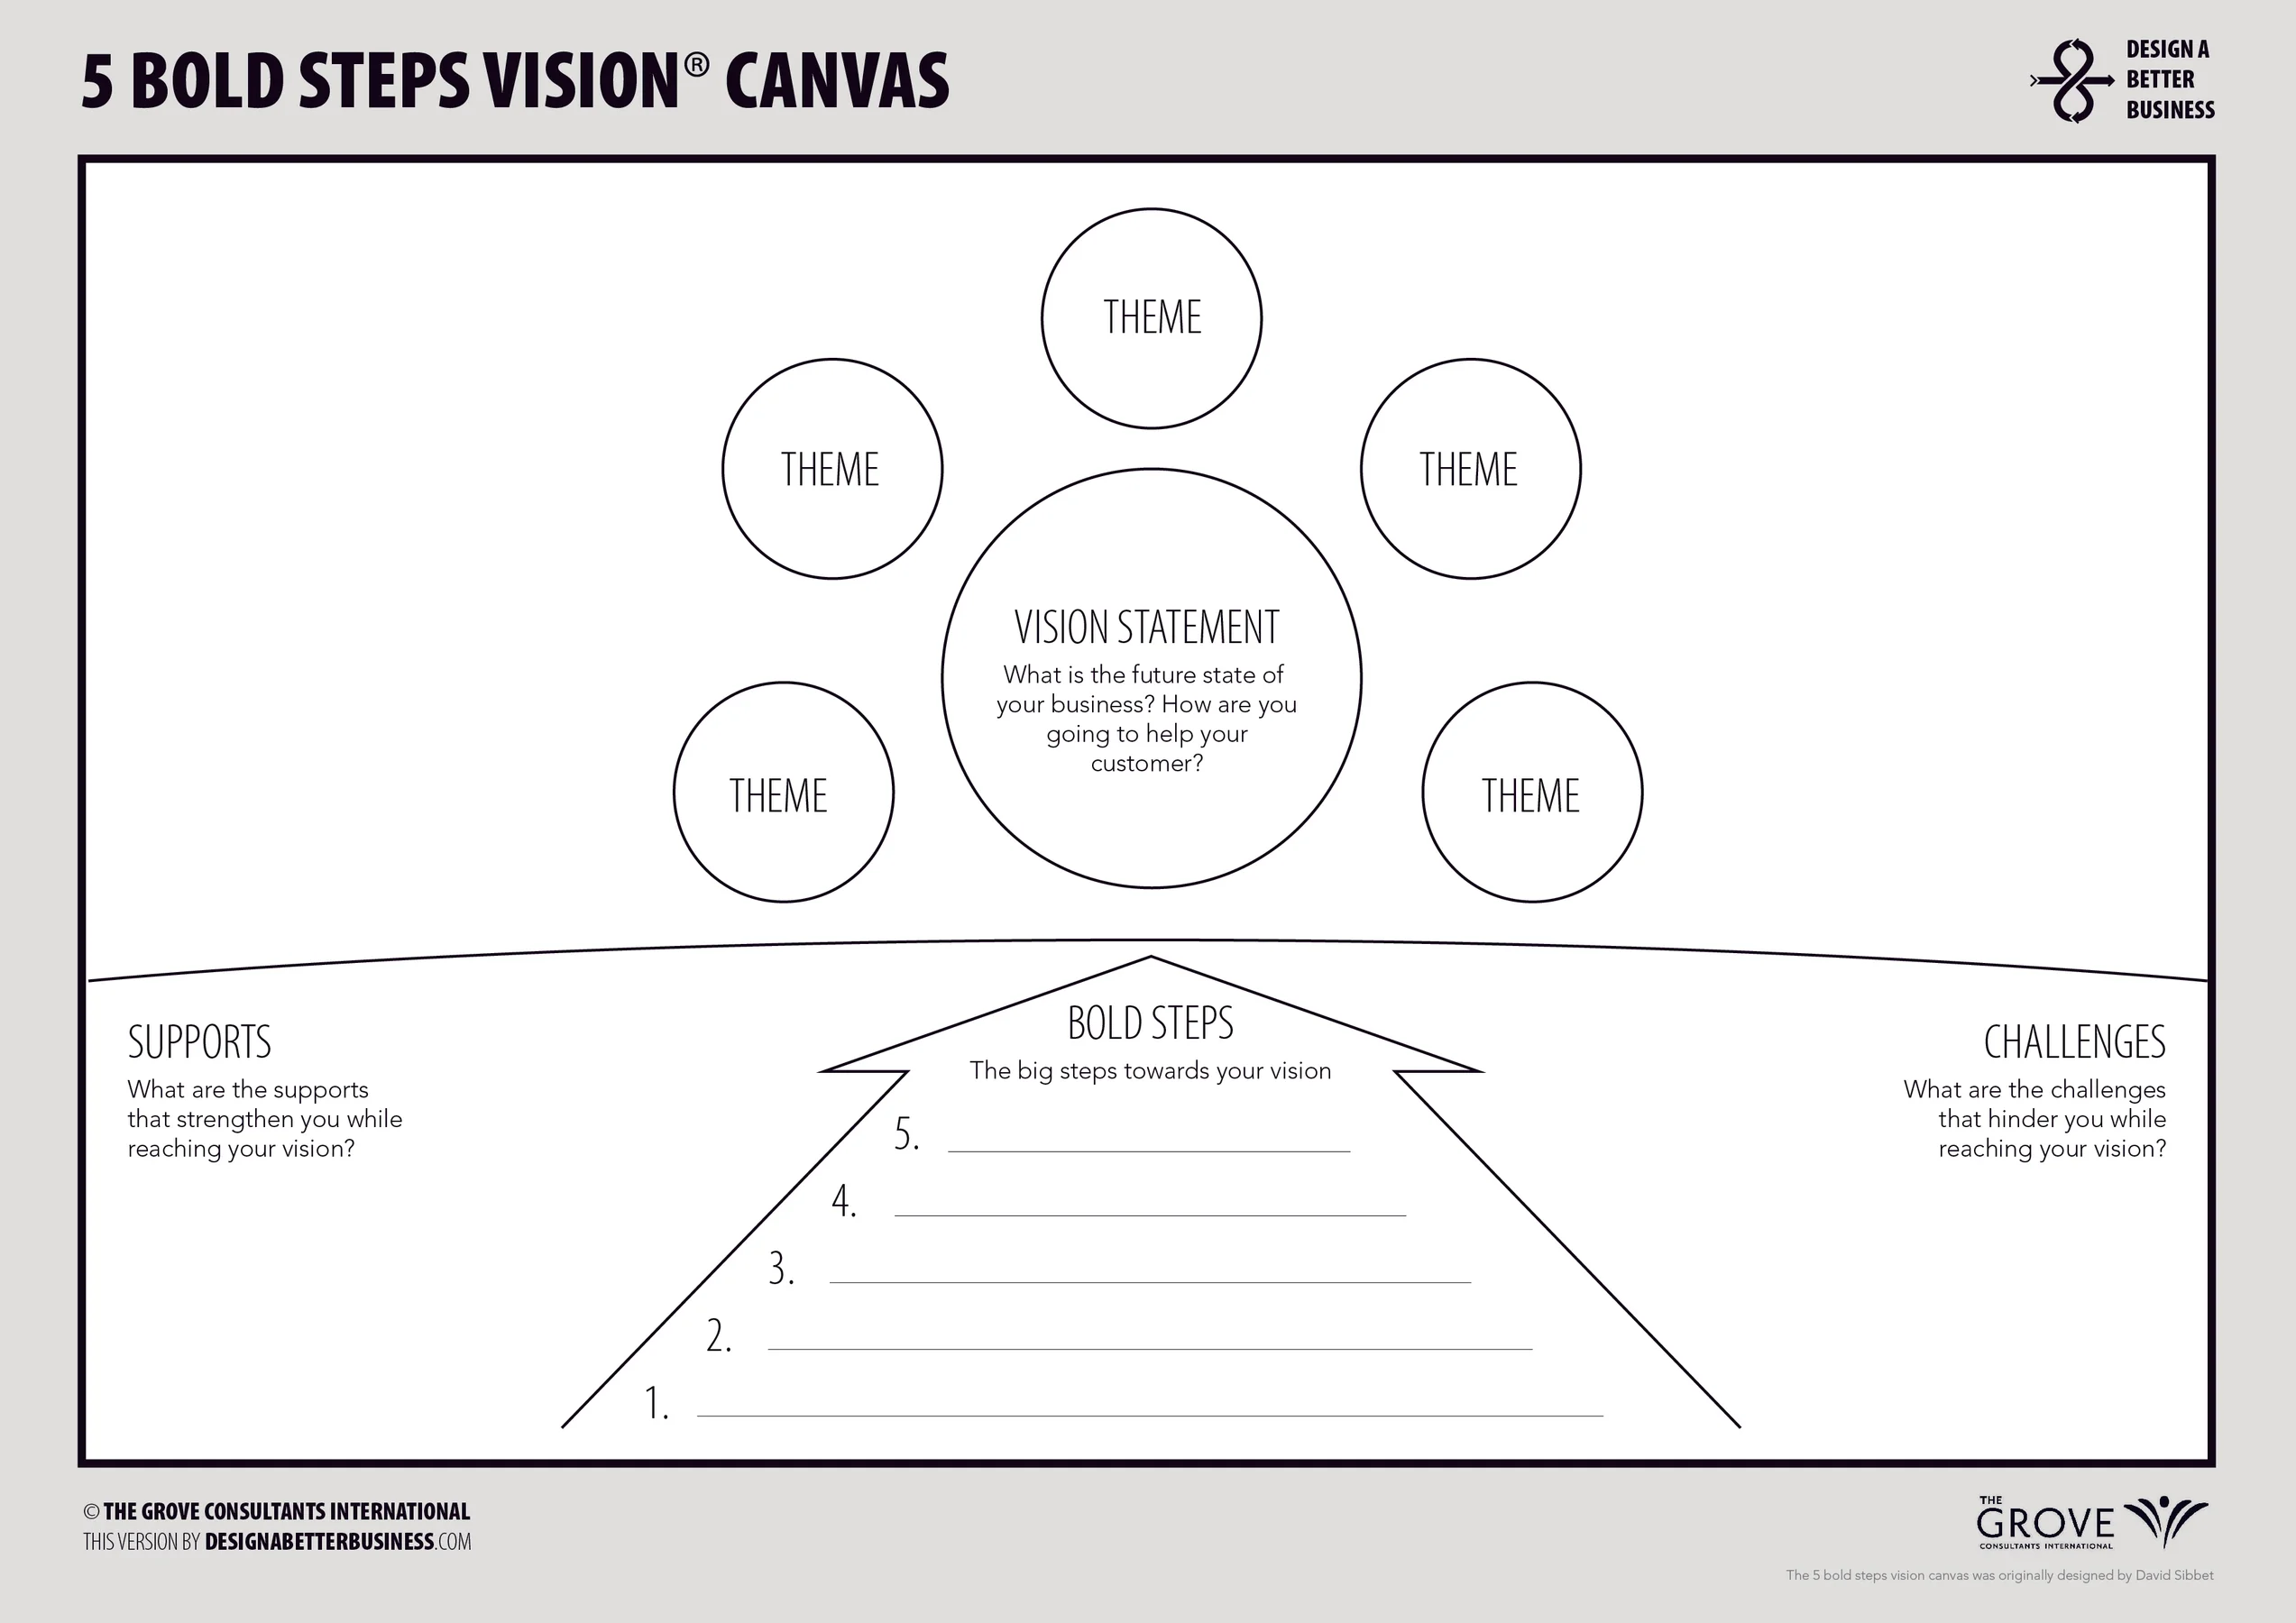 5 BOLD STEPS VISION® CANVAS
DESIGN A
BETTER
BUSINESS
THEME
THEME
THEME
THEME
THEME
VISION STATEMENT
What is the future state of
your business? How are you
going to help your
customer?
SUPPORTS
What are the supports
that strengthen you while
reaching your vision?
BOLD STEPS
The big steps towards your vision
5.
4.
3.
2.
1.
CHALLENGES
What are the challenges
that hinder you while
reaching your vision?
© THE GROVE CONSULTANTS INTERNATIONAL
THIS VERSION BY DESIGNABETTERBUSINESS.COM
THE
GROVE
CONSULTANTS INTERNATIONAL
The 5 bold steps vision canvas was originally designed by David Sibbet